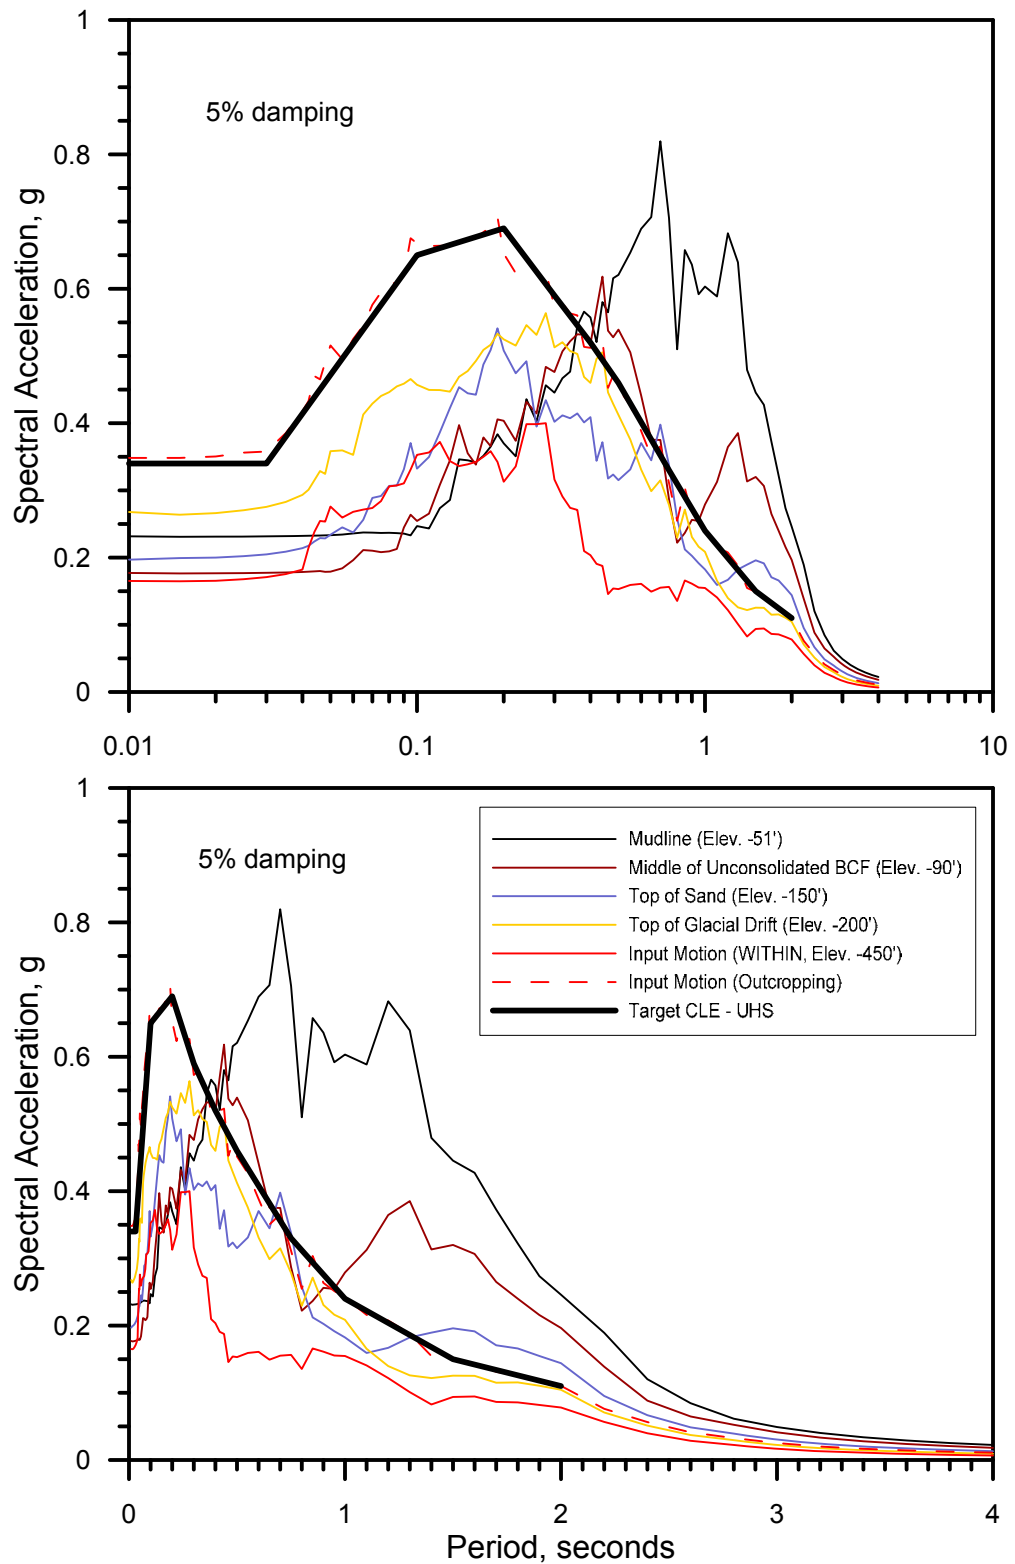 1
0.8
0.6
0.4
0.2
0
Spectral Acceleration, g
5% damping
0.01
0.1
1
10
1
0.8
0.6
0.4
0.2
0
Spectral Acceleration, g
5% damping
Mudline (Elev. -51')
Middle of Unconsolidated BCF (Elev. -90')
Top of Sand (Elev. -150')
Top of Glacial Drift (Elev. -200')
Input Motion (WITHIN, Elev. -450')
Input Motion (Outcropping)
Target CLE - UHS
0
1
2
3
4
Period, seconds